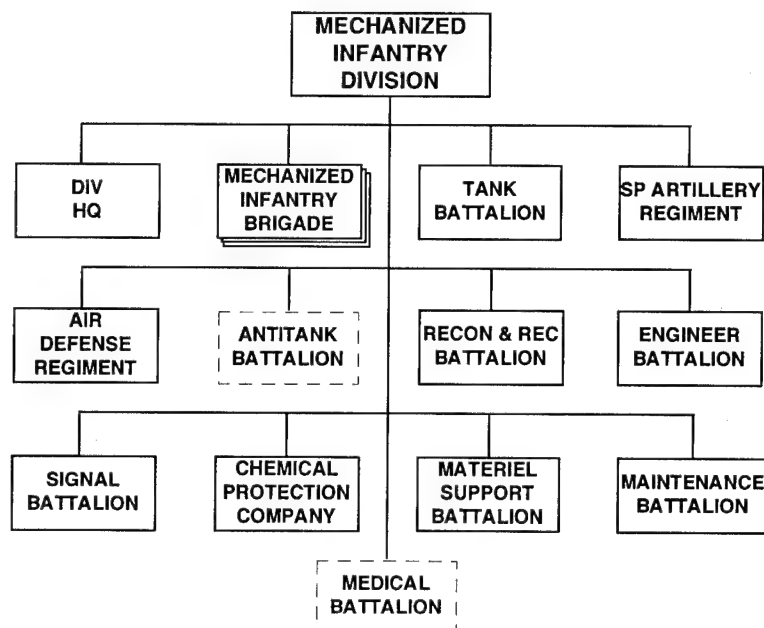 MECHANIZED
INFANTRY
DIVISION
DIV
HQ
MECHANIZED
INFANTRY
BRIGADE
TANK
BATTALION
SP ARTILLERY
REGIMENT
AIR
DEFENSE
REGIMENT
ANTITANK
BATTALION
RECON & REC
BATTALION
ENGINEER
BATTALION
SIGNAL
BATTALION
CHEMICAL
PROTECTION
COMPANY
MATERIEL
SUPPORT
BATTALION
MAINTENANCE
BATTALION
MEDICAL
BATTALION